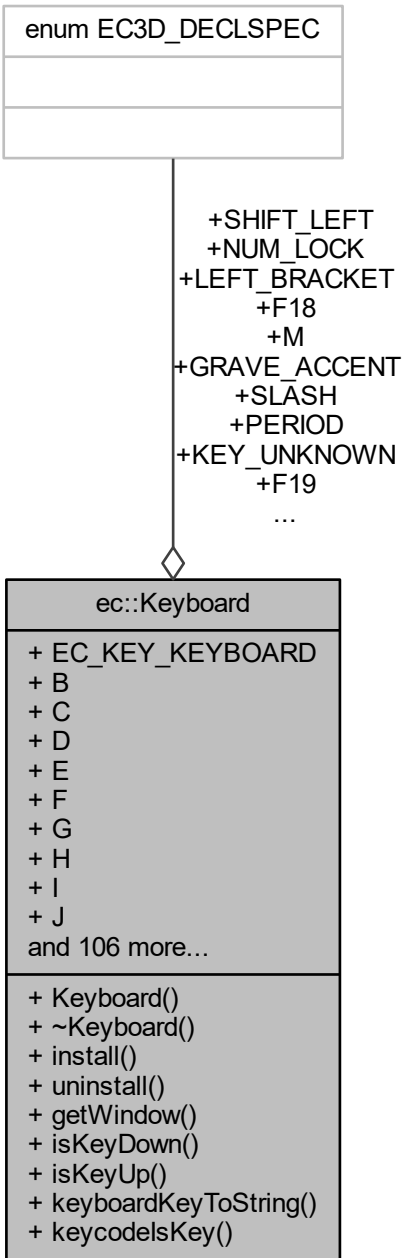 enum EC3D_DECLSPEC
+SHIFT_LEFT
+NUM_LOCK
+LEFT_BRACKET
+F18
+M
+GRAVE_ACCENT
+SLASH
+PERIOD
+KEY_UNKNOWN
+F19
...
ec::Keyboard
+ EC_KEY_KEYBOARD
+ B
+ C
+ D
+ E
+ F
+ G
+ H
+ I
+ J
and 106 more...
+ Keyboard()
+ ~Keyboard()
+ install()
+ uninstall()
+ getWindow()
+ isKeyDown()
+ isKeyUp()
+ keyboardKeyToString()
+ keycodeIsKey()